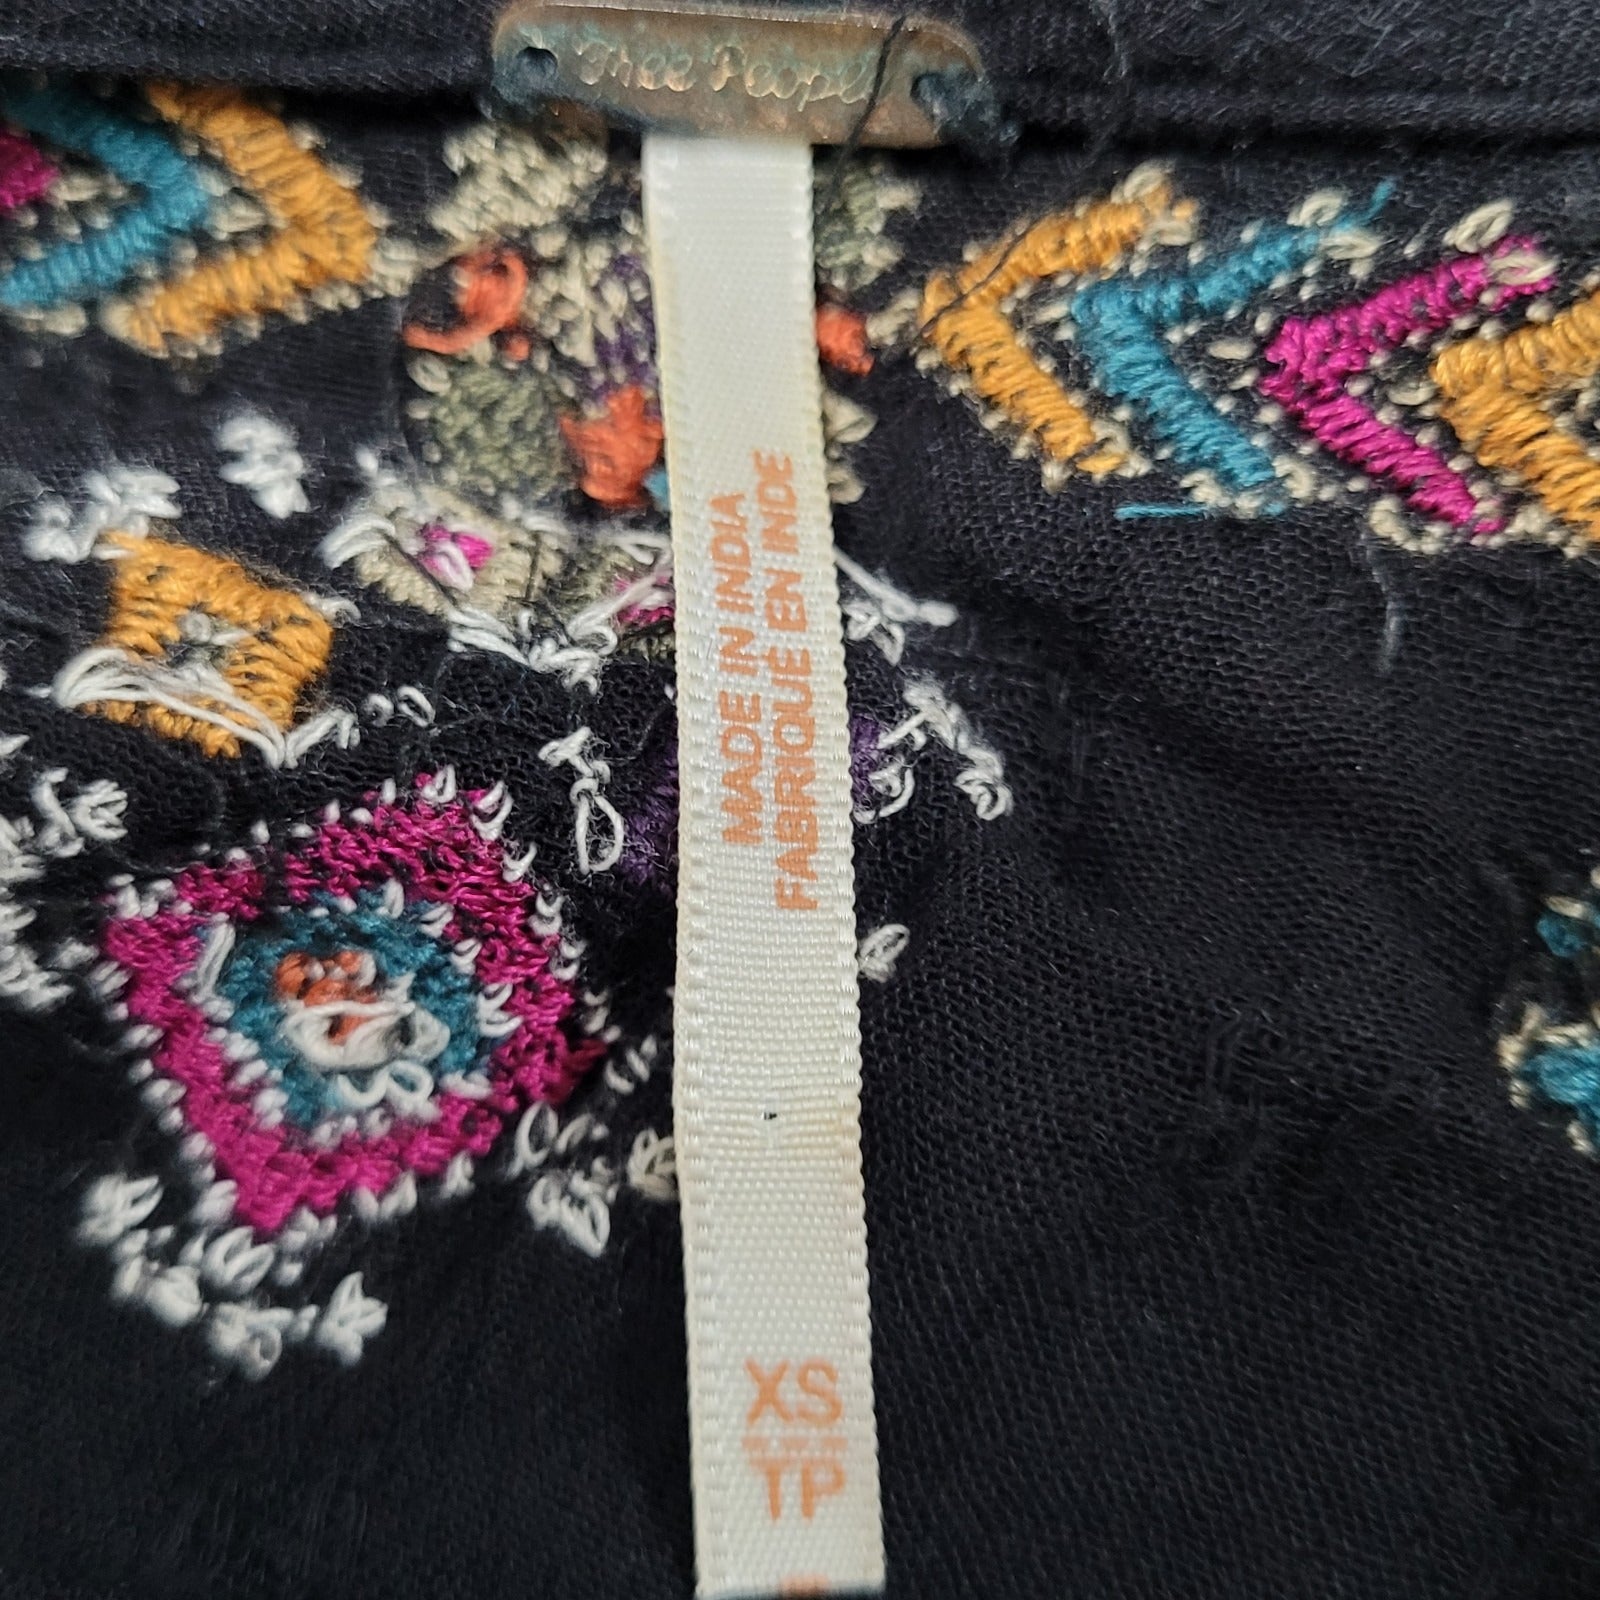 Free People
MADE IN INDIA
FABRIQUÉ EN INDE
XS
TP